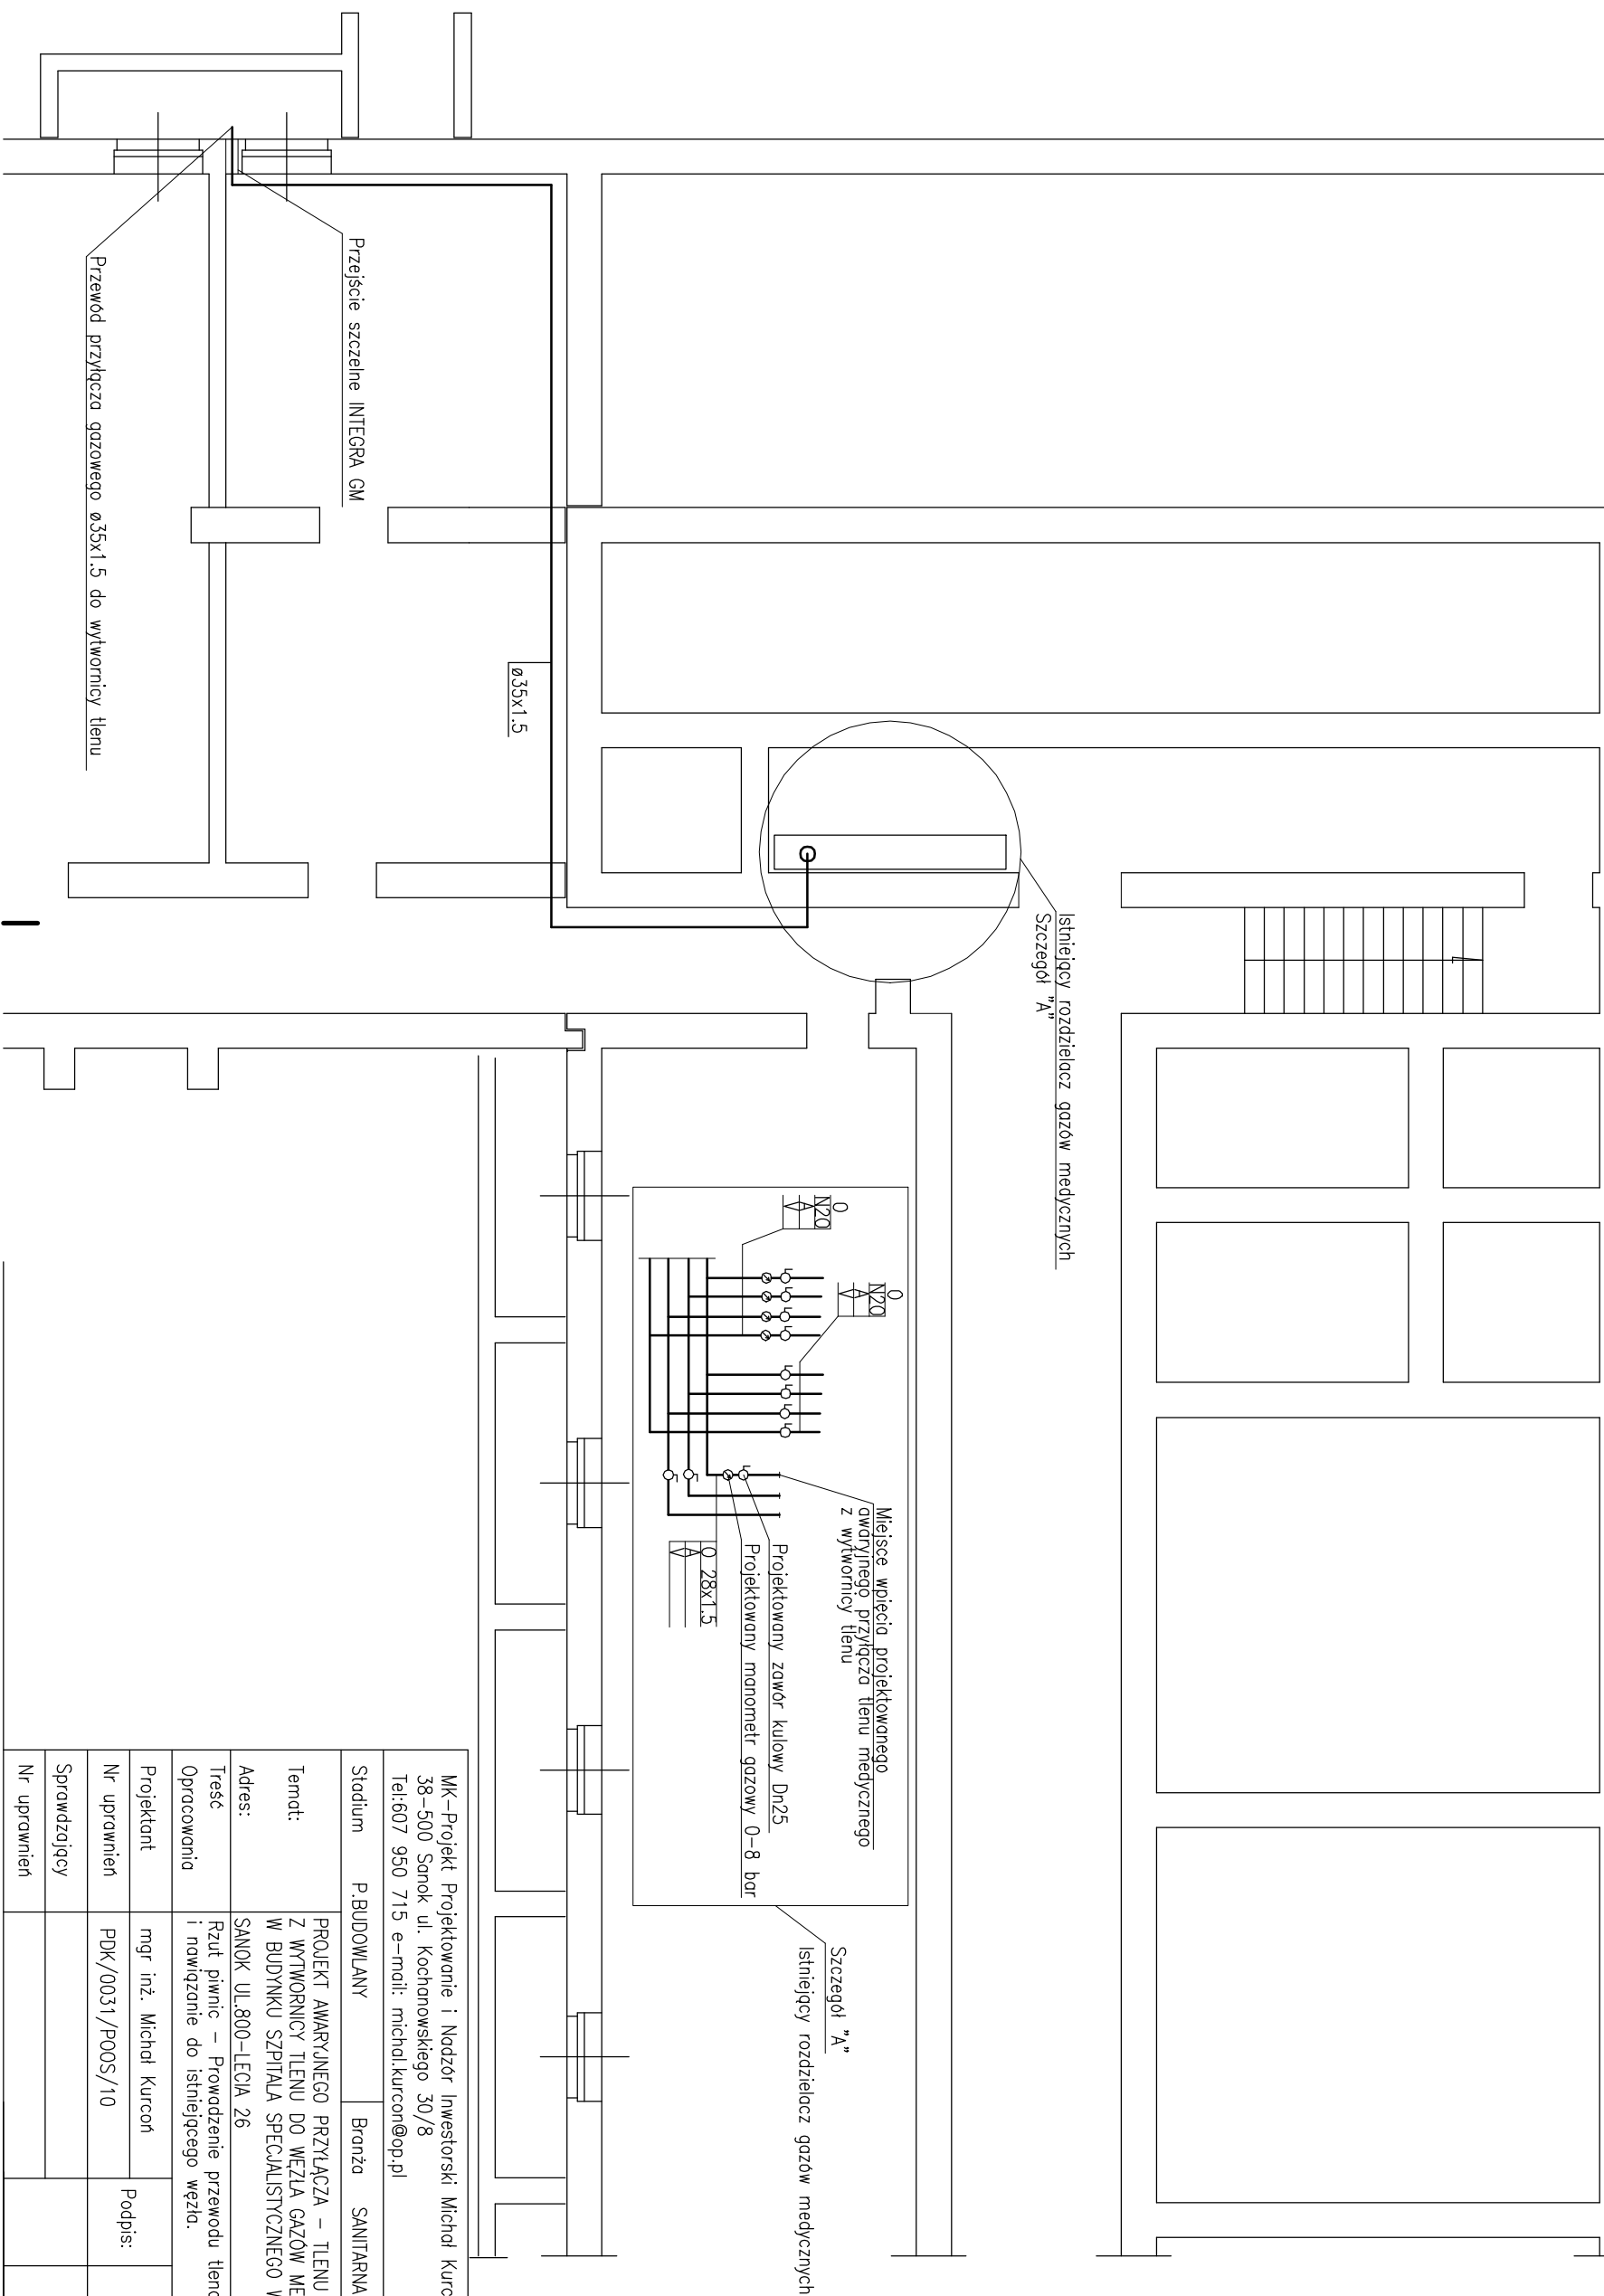 Przejście szczelne INTEGRA GM
Przewód przyłącza gazowego ø35x1.5 do wytwornicy tlenu
ø35x1.5
Istniejący rozdzielacz gazów medycznych
Szczegół "A"
O
N2O
A
V
O
N2O
A
V
Miejsce wpięcia projektowanego
awaryjnego przyłącza tlenu medycznego
z wytwornicy tlenu
Projektowany zawór kulowy Dn25
Projektowany manometr gazowy 0-8 bar
O 28x1.5
A
V
Szczegół "A"
Istniejący rozdzielacz gazów medycznych
MK-Projekt Projektowanie i Nadzór Inwestorski Michał Kurc
38-500 Sanok ul. Kochanowskiego 30/8
Tel:607 950 715 e-mail: michal.kurcon@op.pl
Stadium P.BUDOWLANY Branża SANITARNA
Temat: PROJEKT AWARYJNEGO PRZYŁĄCZA - TLENU
Z WYTWORNICY TLENU DO WĘZŁA GAZÓW ME
W BUDYNKU SZPITALA SPECJALISTYCZNEGO W
Adres: SANOK UL.800-LECIA 26
Treść Opracowania Rzut piwnic - Prowadzenie przewodu tleno
i nawiązanie do istniejącego węzła.
Projektant mgr inż. Michał Kurcoń Podpis:
Nr uprawnień PDK/0031/POOS/10
Sprawdzający
Nr uprawnień